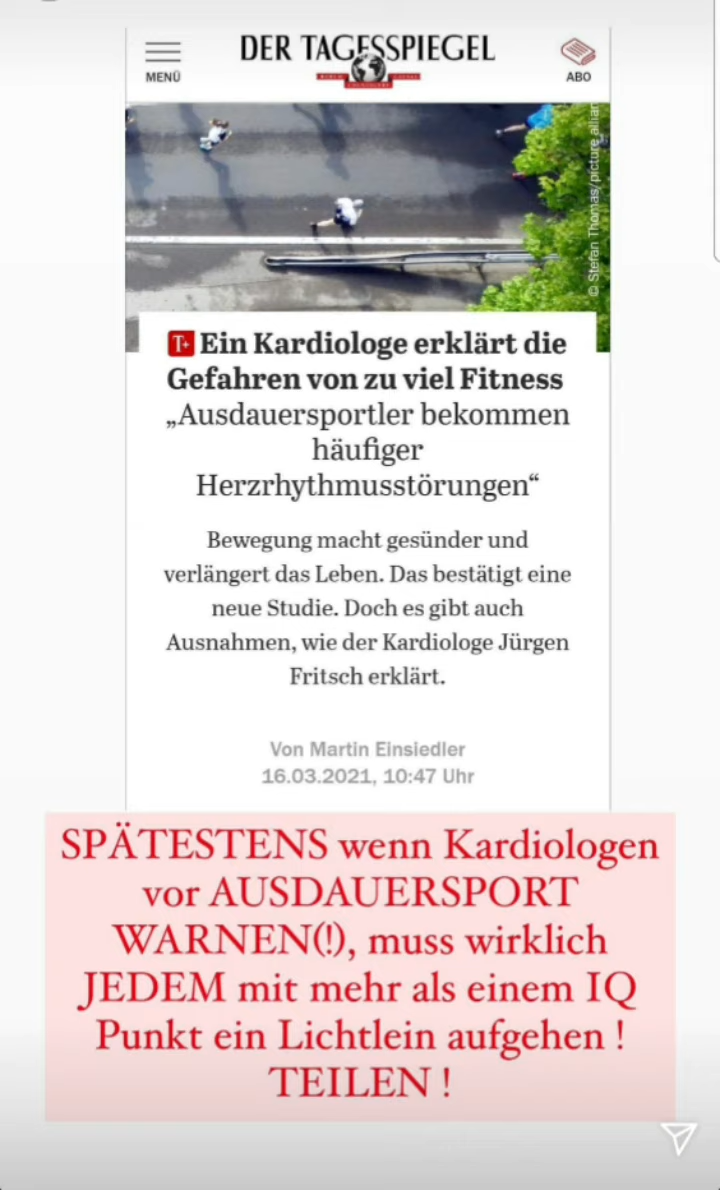 DER TAGESSPIEGEL
MENÜ
ABO
© Stefan Thomas/picture allian
T+ Ein Kardiologe erklärt die
Gefahren von zu viel Fitness
„Ausdauersportler bekommen
häufiger
Herzrhythmusstörungen“
Bewegung macht gesünder und
verlängert das Leben. Das bestätigt eine
neue Studie. Doch es gibt auch
Ausnahmen, wie der Kardiologe Jürgen
Fritsch erklärt.
Von Martin Einsiedler
16.03.2021, 10:47 Uhr
SPÄTESTENS wenn Kardiologen
vor AUSDAUERSPORT
WARNEN(!), muss wirklich
JEDEM mit mehr als einem IQ
Punkt ein Lichtlein aufgehen !
TEILEN !